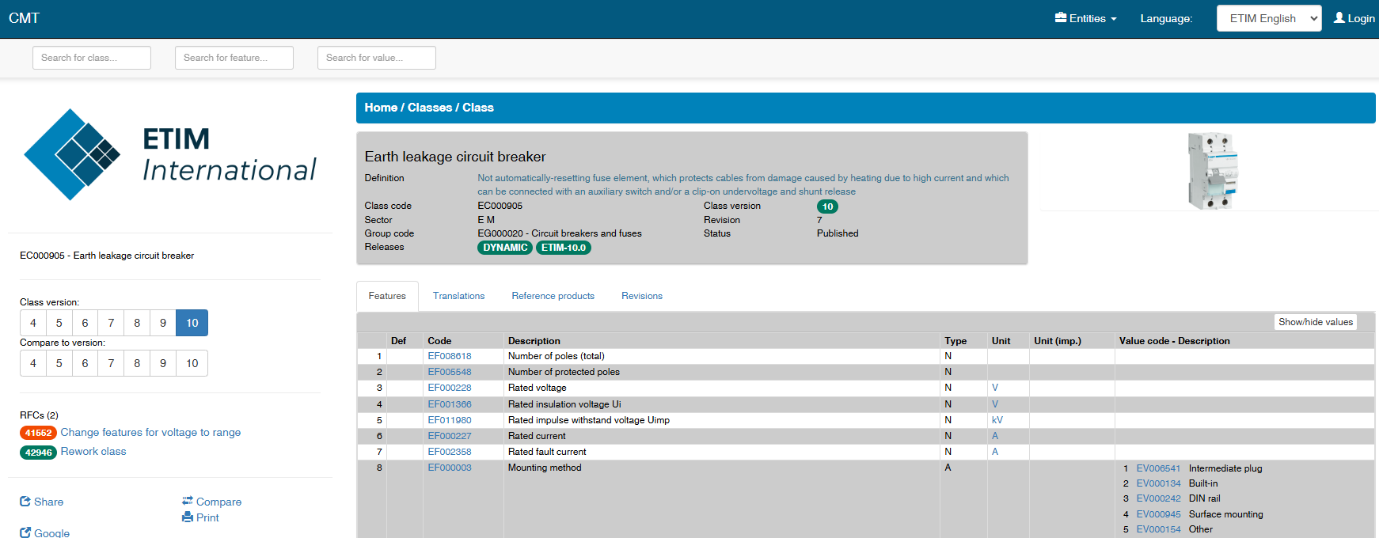 CMT
Entities
Language:
ETIM English
Login
Search for class...
Search for feature...
Search for value...
ETIM
International
EC000905 - Earth leakage circuit breaker
Class version:
4 5 6 7 8 9 10
Compare to version:
4 5 6 7 8 9 10
RFCs (2)
41552 Change features for voltage to range
42946 Rework class
Share
Compare
Print
Google
Home / Classes / Class
Earth leakage circuit breaker
Definition Not automatically-resetting fuse element, which protects cables from damage caused by heating due to high current and which
can be connected with an auxiliary switch and/or a clip-on undervoltage and shunt release
Class code EC000905 Class version 10
Sector E M Revision 7
Group code EG000020 - Circuit breakers and fuses Status Published
Releases DYNAMIC ETIM-10.0
Features Translations Reference products Revisions
Show/hide values
Def Code Description Type Unit Unit (imp.) Value code - Description
1 EF008618 Number of poles (total) N
2 EF005548 Number of protected poles N
3 EF000228 Rated voltage N V
4 EF001366 Rated insulation voltage Ui N V
5 EF011980 Rated impulse withstand voltage Uimp N kV
6 EF000227 Rated current N A
7 EF002358 Rated fault current N A
8 EF000003 Mounting method A 1 EV006541 Intermediate plug
2 EV000134 Built-in
3 EV000242 DIN rail
4 EV000945 Surface mounting
5 EV000154 Other